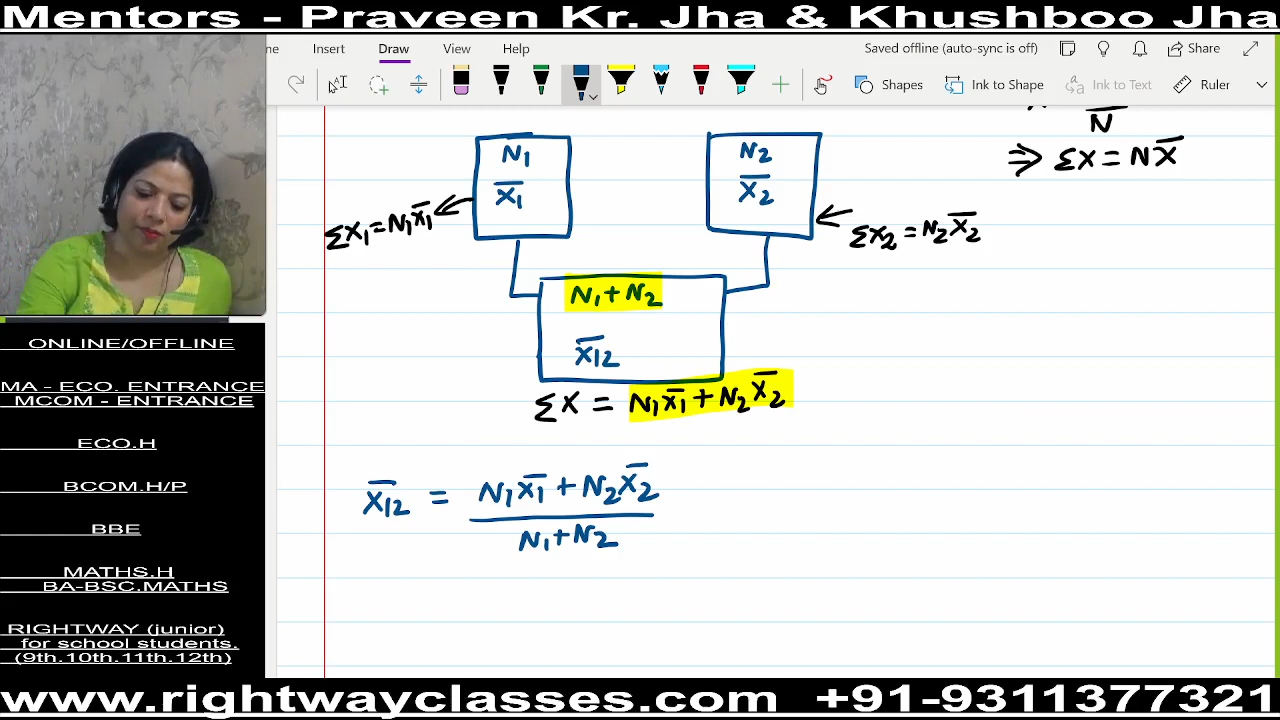 Mentors - Praveen Kr. Jha & Khushboo Jha
me Insert Draw View Help Saved offline (auto-sync is off) Share
Shapes Ink to Shape Ink to Text Ruler
N
⇒ ΣX = NX̅
N₁
X̅₁
N₂
X̅₂
ΣX₁ = N₁X̅₁
ΣX₂ = N₂X̅₂
N₁ + N₂
X̅₁₂
ΣX = N₁X̅₁ + N₂X̅₂
X̅₁₂ = N₁X̅₁ + N₂X̅₂
N₁ + N₂
ONLINE/OFFLINE
MA - ECO. ENTRANCE
MCOM - ENTRANCE
ECO.H
BCOM.H/P
BBE
MATHS.H
BA-BSC.MATHS
RIGHTWAY (junior)
for school students.
(9th.10th.11th.12th)
www.rightwayclasses.com +91-9311377321